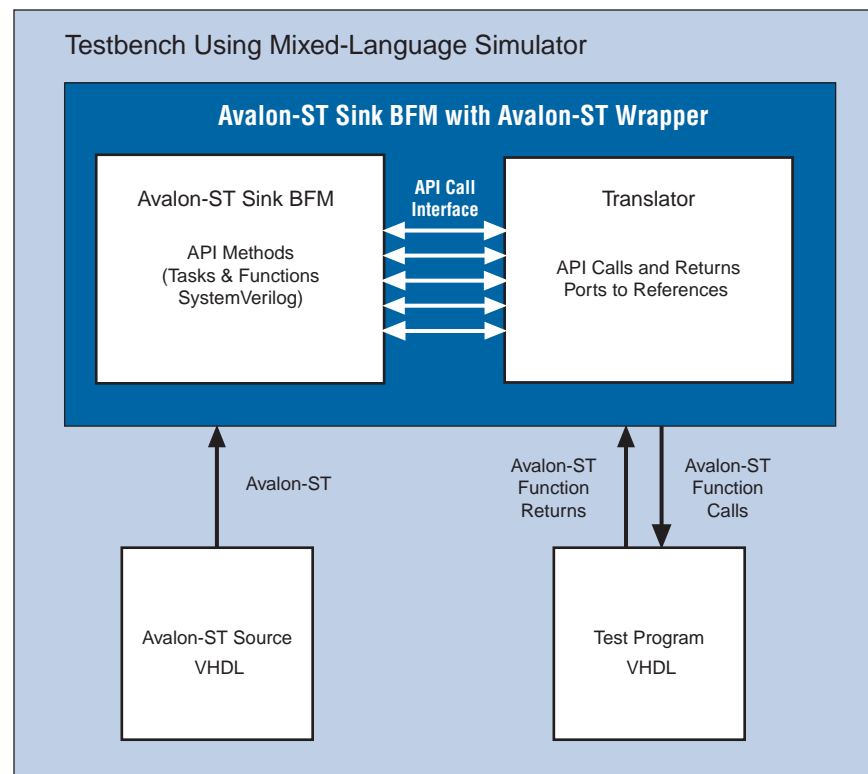 Testbench Using Mixed-Language Simulator
Avalon-ST Sink BFM with Avalon-ST Wrapper
Avalon-ST Sink BFM
API Methods
(Tasks & Functions
SystemVerilog)
API Call
Interface
Translator
API Calls and Returns
Ports to References
Avalon-ST
Avalon-ST
Function
Returns
Avalon-ST
Function
Calls
Avalon-ST Source
VHDL
Test Program
VHDL